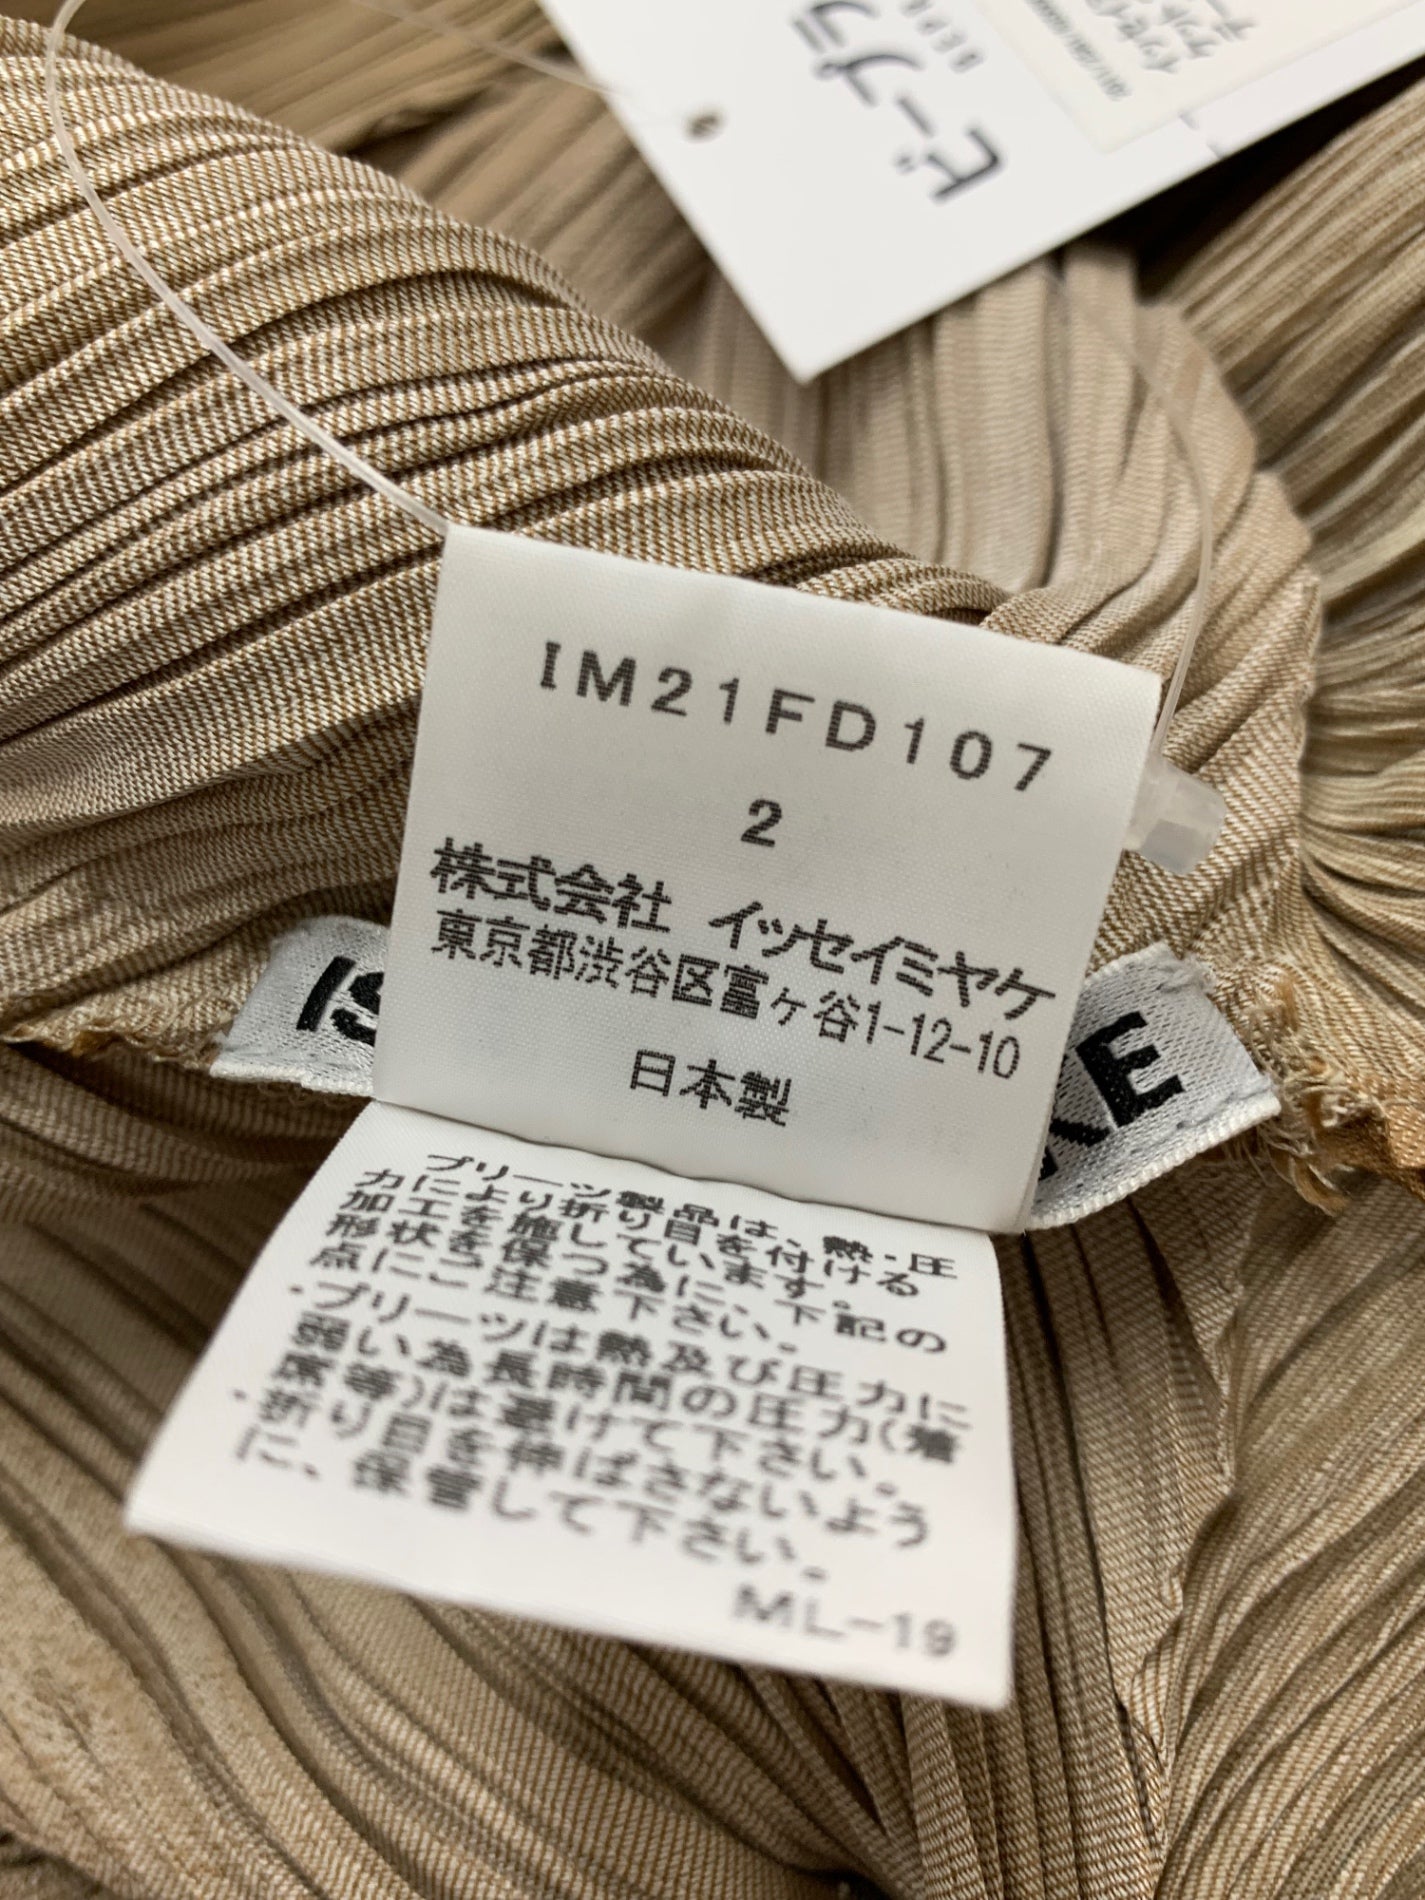 ビープラ
IM21FD107
2
株式会社 イッセイミヤケ
東京都渋谷区富ヶ谷1-12-10
日本製
プリーツ製品は、熱・圧
力により折り目を付ける
加工を施しています。
形状を保つ為に、下記の
点にご注意下さい。
・プリーツは熱及び圧力に
弱い為長時間の圧力(着
席等)は避けて下さい。
・折り目を伸ばさないよう
に、保管して下さい。
ML-19